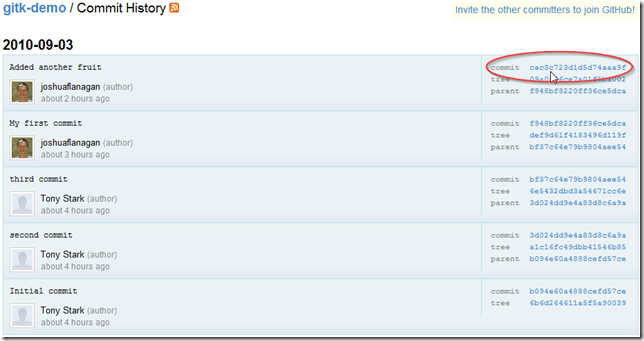 gitk-demo / Commit History
Invite the other committers to join GitHub!
2010-09-03
Added another fruit
joshuaflanagan (author)
about 2 hours ago
commit cac3c723d1d5d74aaa9f
tree
parent f948bf8220ff36ce5dca
My first commit
joshuaflanagan (author)
about 3 hours ago
commit f948bf8220ff36ce5dca
tree def9d61f4183496d119f
parent bf37c64e79b9804aee54
third commit
Tony Stark (author)
about 4 hours ago
commit bf37c64e79b9804aee54
tree 6e5432dbd3a54671cc6e
parent 3d024dd9e4a83d8c6a9a
second commit
Tony Stark (author)
about 4 hours ago
commit 3d024dd9e4a83d8c6a9a
tree a1c16fc49dbb41546b85
parent b094e60a4888cefd57ce
Initial commit
Tony Stark (author)
about 4 hours ago
commit b094e60a4888cefd57ce
tree 6b6d264611a5f5a90039